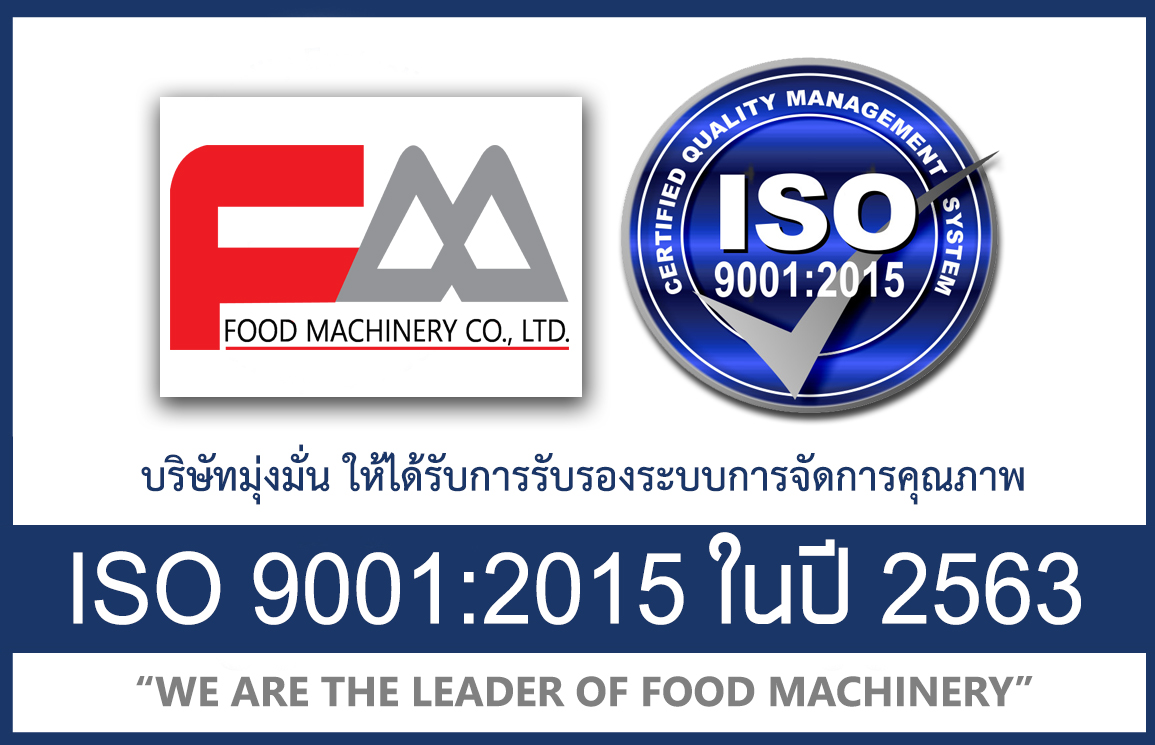 FM
FOOD MACHINERY CO., LTD.
CERTIFIED QUALITY MANAGEMENT SYSTEM
ISO
9001:2015
บริษัทมุ่งมั่น ให้ได้รับการรับรองระบบการจัดการคุณภาพ
ISO 9001:2015 ในปี 2563
“WE ARE THE LEADER OF FOOD MACHINERY”